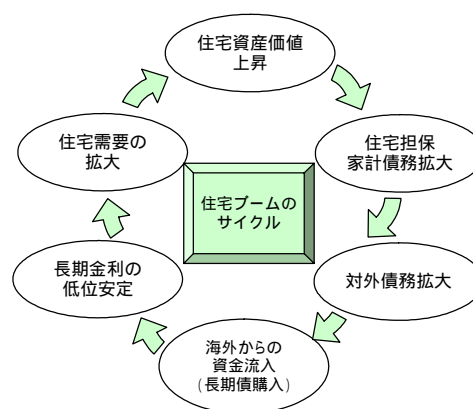 住宅資産価値
上昇
住宅担保
家計債務拡大
対外債務拡大
海外からの
資金流入
(長期債購入)
長期金利の
低位安定
住宅需要の
拡大
住宅ブームの
サイクル